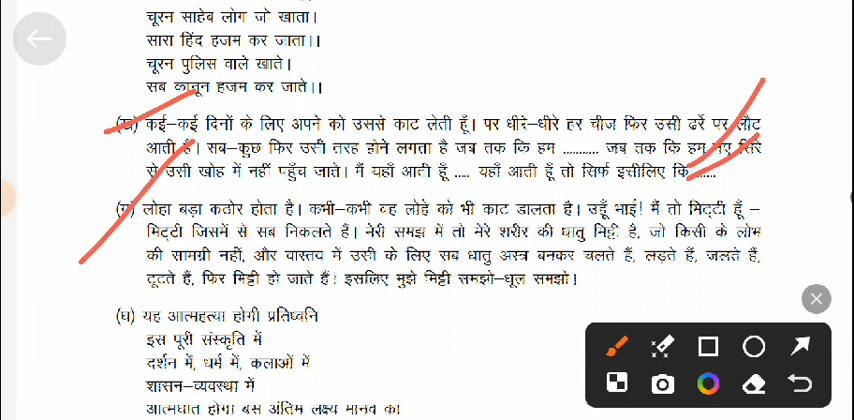 चूरन साहेब लोग जो खाता।
सारा हिंद हजम कर जाता।।
चूरन पुलिस वाले खाते।
सब कानून हजम कर जाते।।
(ख) कई–कई दिनों के लिए अपने को उससे काट लेती हूँ। पर धीरे–धीरे हर चीज फिर उसी ढर्रे पर लौट
आती है। सब–कुछ फिर उसी तरह होने लगता है जब तक कि हम ........... जब तक कि हम नए सिरे
से उसी खोह में नहीं पहुँच जाते। मैं यहाँ आती हूँ ..... यहाँ आती हूँ तो सिर्फ इसीलिए कि ......
(ग) लोहा बड़ा कठोर होता है। कभी–कभी वह लोहे को भी काट डालता है। उहूँ भाई! मैं तो मिट्टी हूँ –
मिट्टी जिसमें से सब निकलते हैं। मेरी समझ में तो मेरे शरीर की धातु मिट्टी है, जो किसी के लोभ
की सामग्री नहीं, और वास्तव में उसी के लिए सब धातु अस्त्र बनकर चलते हैं, लड़ते हैं, जलते हैं,
टूटते हैं, फिर मिट्टी हो जाते हैं। इसलिए मुझे मिट्टी समझो–धूल समझो।
(घ) यह आत्महत्या होगी प्रतिध्वनि
इस पूरी संस्कृति में
दर्शन में, धर्म में, कलाओं में
शासन–व्यवस्था में
आत्मघात होगा बस अंतिम लक्ष्य मानव का